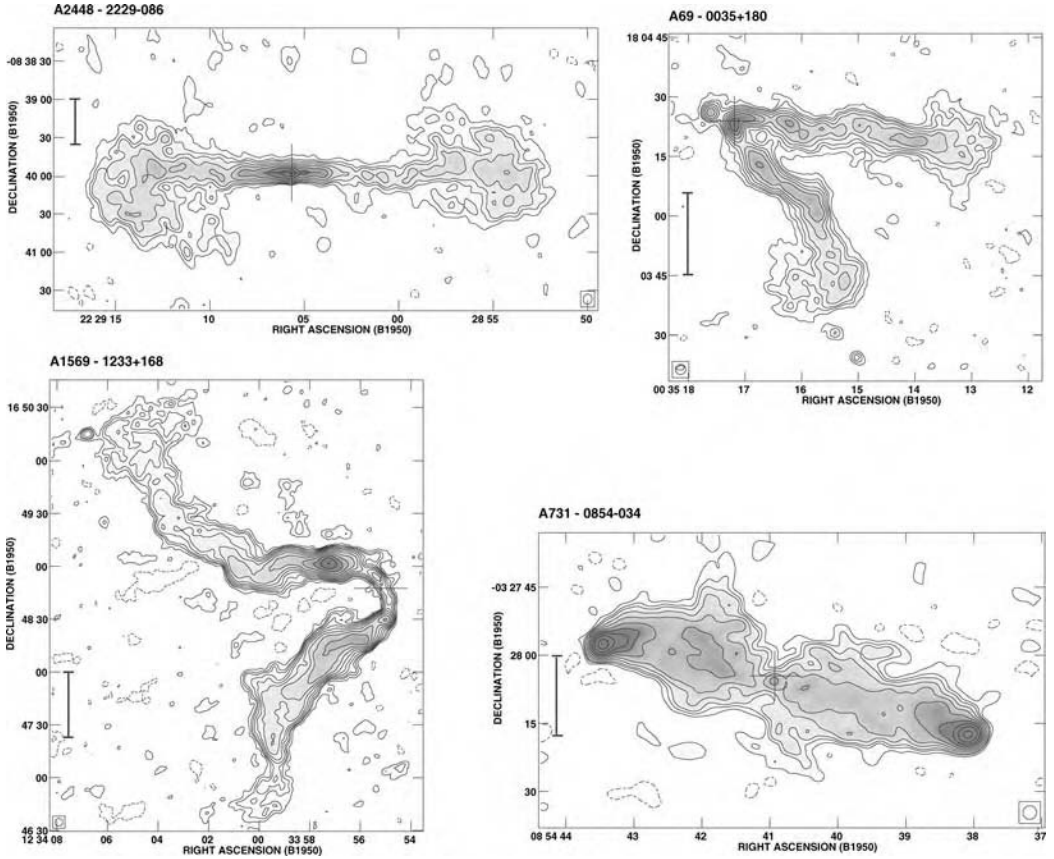 A2448 - 2229-086
DECLINATION (B1950)
-08 38 30
39 00
30
40 00
30
41 00
30
22 29 15
10
05
00
28 55
50
RIGHT ASCENSION (B1950)
A69 - 0035+180
DECLINATION (B1950)
18 04 45
30
15
00
03 45
30
00 35 18
17
16
15
14
13
12
RIGHT ASCENSION (B1950)
A1569 - 1233+168
DECLINATION (B1950)
16 50 30
00
49 30
00
48 30
00
47 30
00
46 30
12 34 08
06
04
02
00
33 58
56
54
RIGHT ASCENSION (B1950)
A731 - 0854-034
DECLINATION (B1950)
-03 27 45
28 00
15
30
08 54 44
43
42
41
40
39
38
37
RIGHT ASCENSION (B1950)